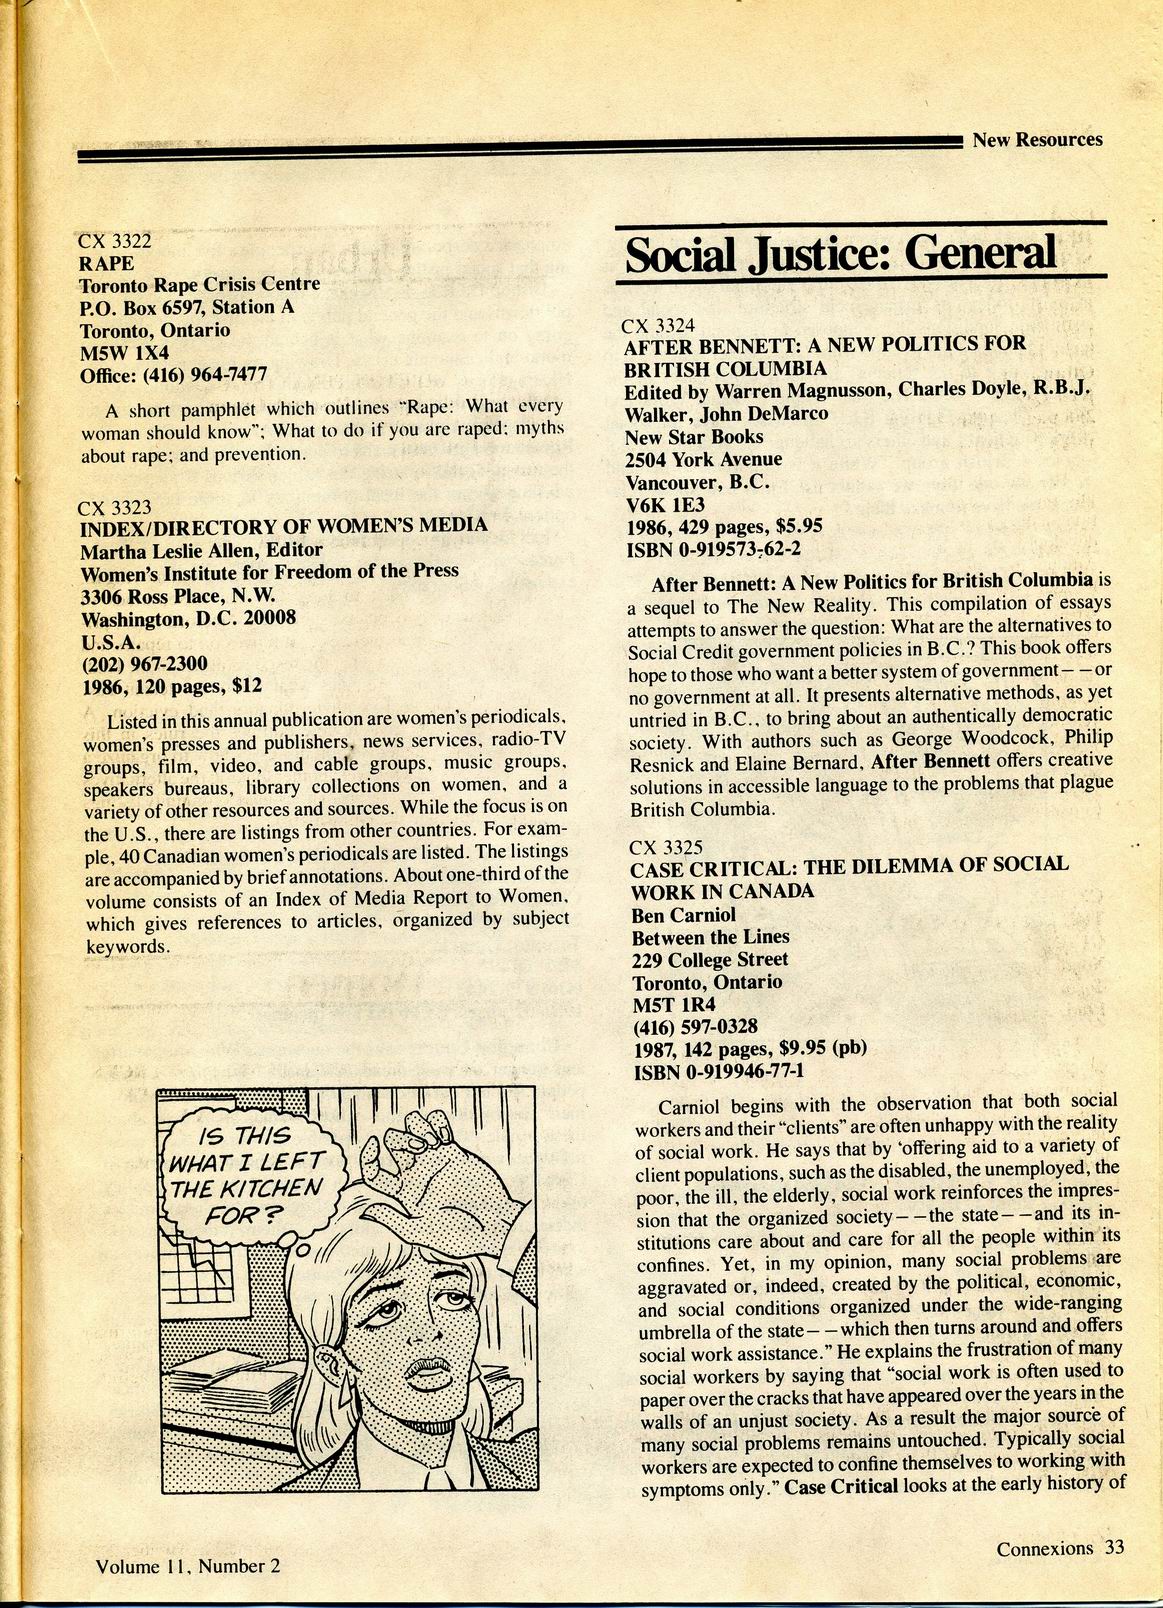 New Resources
CX 3322
RAPE
Toronto Rape Crisis Centre
P.O. Box 6597, Station A
Toronto, Ontario
M5W 1X4
Office: (416) 964-7477
A short pamphlet which outlines "Rape: What every
woman should know"; What to do if you are raped; myths
about rape; and prevention.
CX 3323
INDEX/DIRECTORY OF WOMEN'S MEDIA
Martha Leslie Allen, Editor
Women's Institute for Freedom of the Press
3306 Ross Place, N.W.
Washington, D.C. 20008
U.S.A.
(202) 967-2300
1986, 120 pages, $12
Listed in this annual publication are women's periodicals,
women's presses and publishers, news services, radio-TV
groups, film, video, and cable groups, music groups,
speakers bureaus, library collections on women, and a
variety of other resources and sources. While the focus is on
the U.S., there are listings from other countries. For exam-
ple, 40 Canadian women's periodicals are listed. The listings
are accompanied by brief annotations. About one-third of the
volume consists of an Index of Media Report to Women,
which gives references to articles, organized by subject
keywords.
IS THIS
WHAT I LEFT
THE KITCHEN
FOR?
Social Justice: General
CX 3324
AFTER BENNETT: A NEW POLITICS FOR
BRITISH COLUMBIA
Edited by Warren Magnusson, Charles Doyle, R.B.J.
Walker, John DeMarco
New Star Books
2504 York Avenue
Vancouver, B.C.
V6K 1E3
1986, 429 pages, $5.95
ISBN 0-919573-62-2
After Bennett: A New Politics for British Columbia is
a sequel to The New Reality. This compilation of essays
attempts to answer the question: What are the alternatives to
Social Credit government policies in B.C.? This book offers
hope to those who want a better system of government— —or
no government at all. It presents alternative methods, as yet
untried in B.C., to bring about an authentically democratic
society. With authors such as George Woodcock, Philip
Resnick and Elaine Bernard, After Bennett offers creative
solutions in accessible language to the problems that plague
British Columbia.
CX 3325
CASE CRITICAL: THE DILEMMA OF SOCIAL
WORK IN CANADA
Ben Carniol
Between the Lines
229 College Street
Toronto, Ontario
M5T 1R4
(416) 597-0328
1987, 142 pages, $9.95 (pb)
ISBN 0-919946-77-1
Carniol begins with the observation that both social
workers and their "clients" are often unhappy with the reality
of social work. He says that by 'offering aid to a variety of
client populations, such as the disabled, the unemployed, the
poor, the ill, the elderly, social work reinforces the impres-
sion that the organized society— —the state— —and its in-
stitutions care about and care for all the people within its
confines. Yet, in my opinion, many social problems are
aggravated or, indeed, created by the political, economic,
and social conditions organized under the wide-ranging
umbrella of the state— —which then turns around and offers
social work assistance." He explains the frustration of many
social workers by saying that "social work is often used to
paper over the cracks that have appeared over the years in the
walls of an unjust society. As a result the major source of
many social problems remains untouched. Typically social
workers are expected to confine themselves to working with
symptoms only." Case Critical looks at the early history of
Volume 11, Number 2
Connexions 33